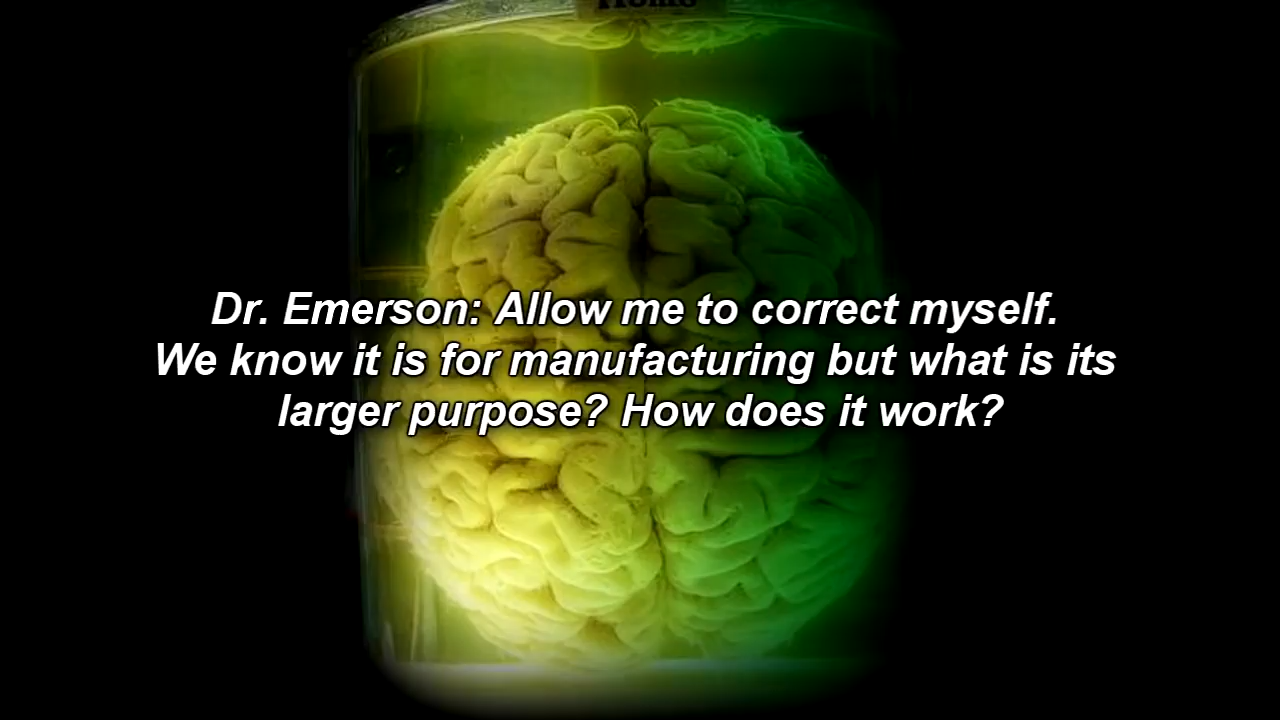 Homo
Dr. Emerson: Allow me to correct myself.
We know it is for manufacturing but what is its
larger purpose? How does it work?